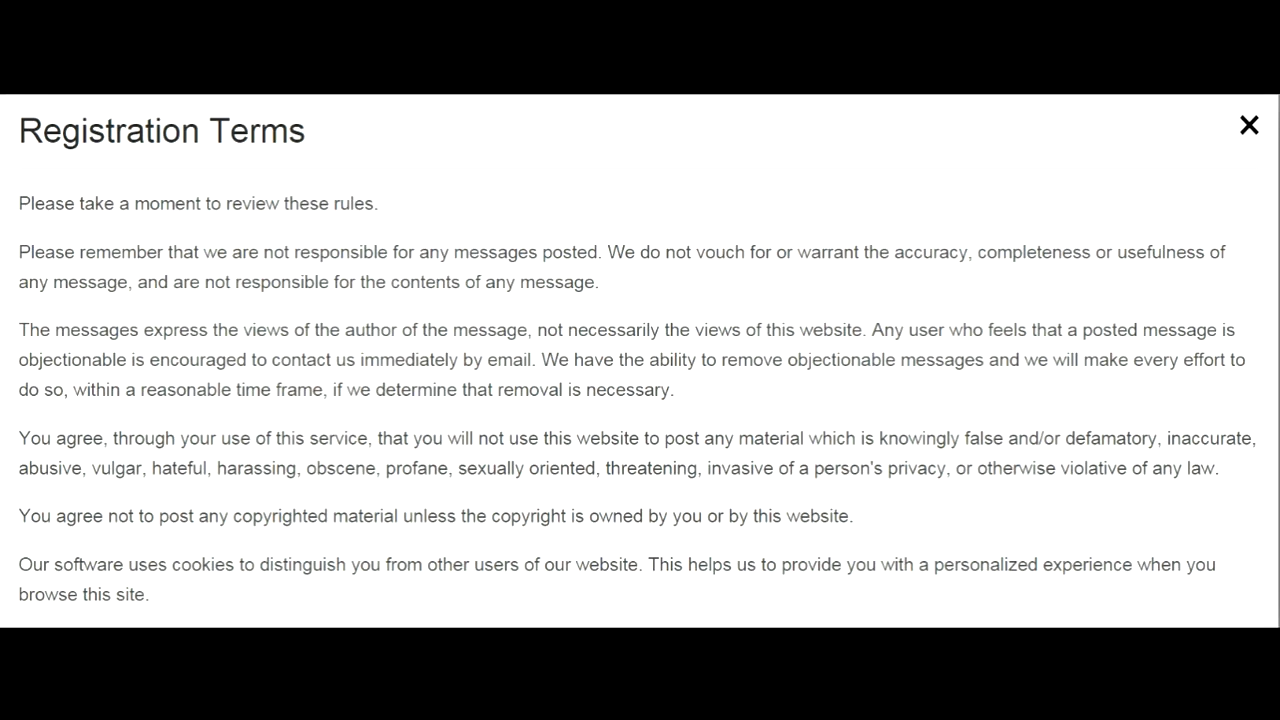 Registration Terms
Please take a moment to review these rules.
Please remember that we are not responsible for any messages posted. We do not vouch for or warrant the accuracy, completeness or usefulness of
any message, and are not responsible for the contents of any message.
The messages express the views of the author of the message, not necessarily the views of this website. Any user who feels that a posted message is
objectionable is encouraged to contact us immediately by email. We have the ability to remove objectionable messages and we will make every effort to
do so, within a reasonable time frame, if we determine that removal is necessary.
You agree, through your use of this service, that you will not use this website to post any material which is knowingly false and/or defamatory, inaccurate,
abusive, vulgar, hateful, harassing, obscene, profane, sexually oriented, threatening, invasive of a person's privacy, or otherwise violative of any law.
You agree not to post any copyrighted material unless the copyright is owned by you or by this website.
Our software uses cookies to distinguish you from other users of our website. This helps us to provide you with a personalized experience when you
browse this site.